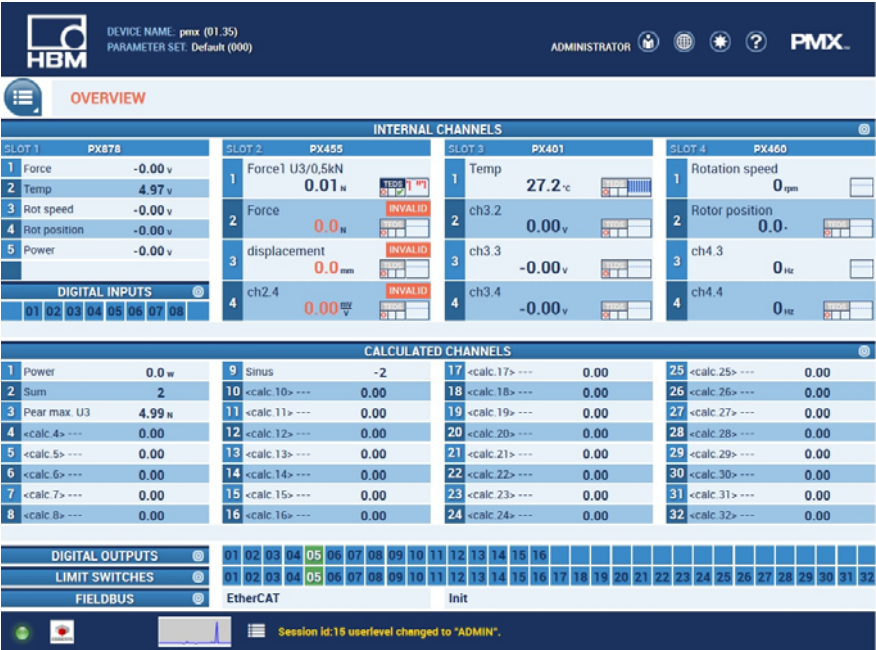 HBM
DEVICE NAME: pmx (01.35)
PARAMETER SET: Default (000)
ADMINISTRATOR
?
PMX
OVERVIEW
INTERNAL CHANNELS
SLOT 1 PX878
1 Force -0.00 v
2 Temp 4.97 v
3 Rot speed -0.00 v
4 Rot position -0.00 v
5 Power -0.00 v
DIGITAL INPUTS
01 02 03 04 05 06 07 08
SLOT 2 PX455
1 Force1 U3/0,5kN
0.01 N TEDS
2 Force INVALID
0.0 N TEDS
3 displacement INVALID
0.0 mm TEDS
4 ch2.4 INVALID
0.00 mV/V TEDS
SLOT 3 PX401
1 Temp
27.2 °C TEDS
2 ch3.2
0.00 v TEDS
3 ch3.3
-0.00 v TEDS
4 ch3.4
-0.00 v TEDS
SLOT 4 PX460
1 Rotation speed
0 rpm
2 Rotor position
0.0 ° TEDS
3 ch4.3
0 Hz
4 ch4.4
0 Hz TEDS
CALCULATED CHANNELS
1 Power 0.0 w
2 Sum 2
3 Pear max. U3 4.99 N
4 <calc.4> --- 0.00
5 <calc.5> --- 0.00
6 <calc.6> --- 0.00
7 <calc.7> --- 0.00
8 <calc.8> --- 0.00
9 Sinus -2
10 <calc.10> --- 0.00
11 <calc.11> --- 0.00
12 <calc.12> --- 0.00
13 <calc.13> --- 0.00
14 <calc.14> --- 0.00
15 <calc.15> --- 0.00
16 <calc.16> --- 0.00
17 <calc.17> --- 0.00
18 <calc.18> --- 0.00
19 <calc.19> --- 0.00
20 <calc.20> --- 0.00
21 <calc.21> --- 0.00
22 <calc.22> --- 0.00
23 <calc.23> --- 0.00
24 <calc.24> --- 0.00
25 <calc.25> --- 0.00
26 <calc.26> --- 0.00
27 <calc.27> --- 0.00
28 <calc.28> --- 0.00
29 <calc.29> --- 0.00
30 <calc.30> --- 0.00
31 <calc.31> --- 0.00
32 <calc.32> --- 0.00
DIGITAL OUTPUTS 01 02 03 04 05 06 07 08 09 10 11 12 13 14 15 16
LIMIT SWITCHES 01 02 03 04 05 06 07 08 09 10 11 12 13 14 15 16 17 18 19 20 21 22 23 24 25 26 27 28 29 30 31 32
FIELDBUS EtherCAT Init
Session id:15 userlevel changed to "ADMIN".